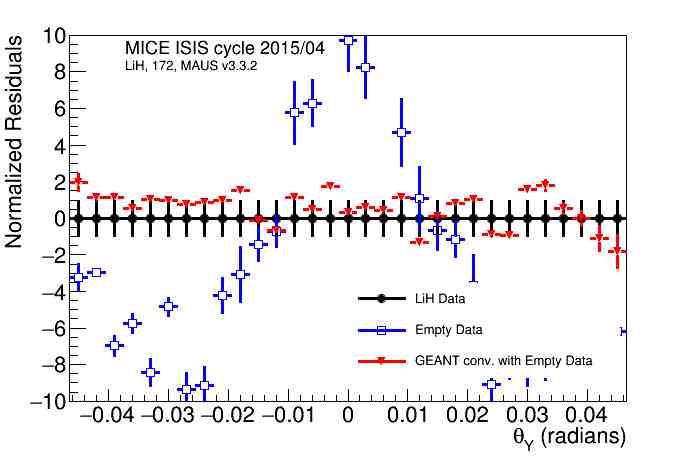 MICE ISIS cycle 2015/04
LiH, 172, MAUS v3.3.2
Normalized Residuals
10
8
6
4
2
0
−2
−4
−6
−8
−10
LiH Data
Empty Data
GEANT conv. with Empty Data
−0.04 −0.03 −0.02 −0.01 0 0.01 0.02 0.03 0.04
θY (radians)